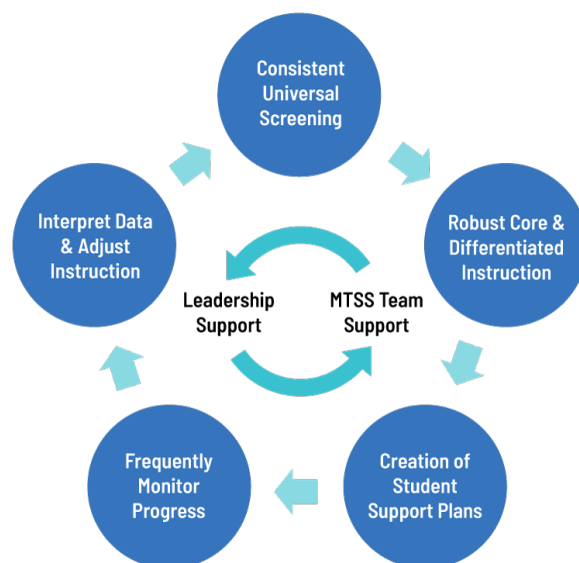 Consistent
Universal
Screening
Robust Core &
Differentiated
Instruction
Creation of
Student
Support Plans
Frequently
Monitor
Progress
Interpret Data
& Adjust
Instruction
Leadership
Support
MTSS Team
Support